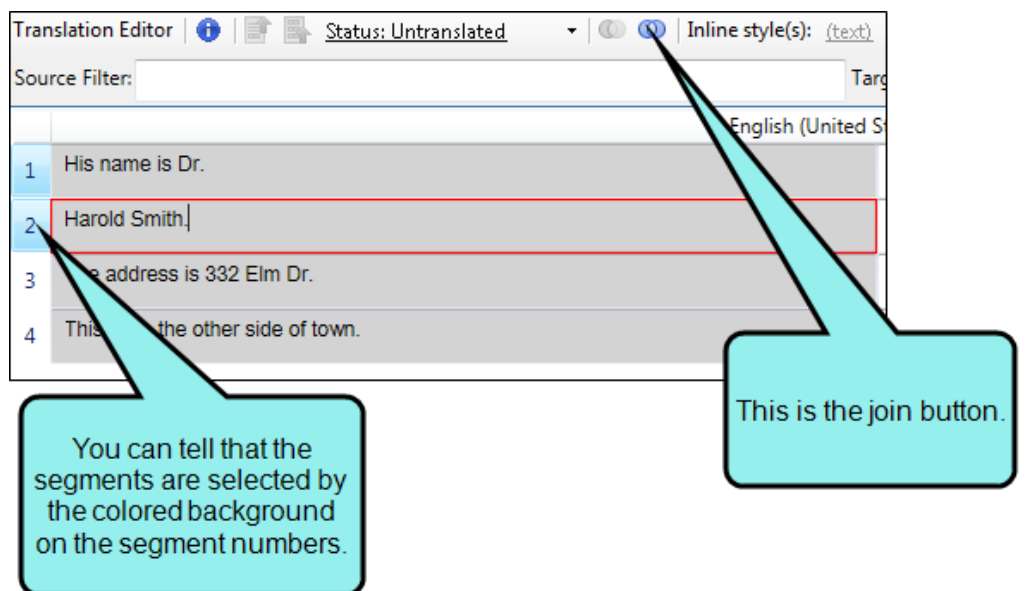 Translation Editor Status: Untranslated Inline style(s): (text)
Source Filter: Targ
English (United St
1 His name is Dr.
2 Harold Smith.
3 address is 332 Elm Dr.
4 This the other side of town.
This is the join button.
You can tell that the
segments are selected by
the colored background
on the segment numbers.